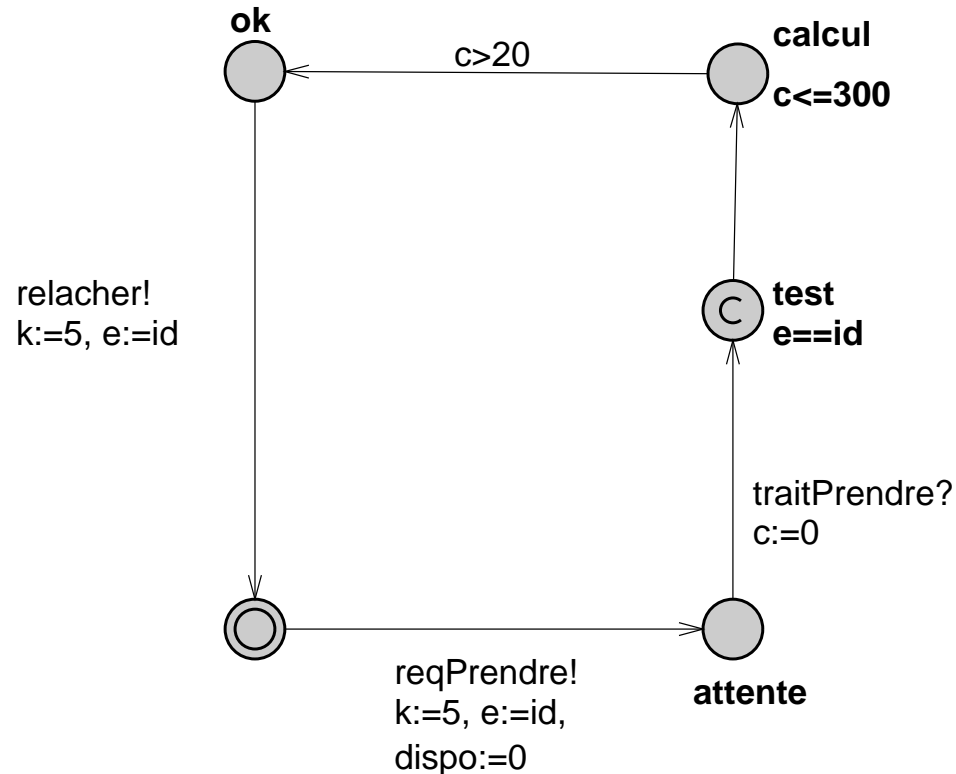 ok
calcul
c<=300
c>20
relacher!
k:=5, e:=id
C
test
e==id
traitPrendre?
c:=0
reqPrendre!
k:=5, e:=id,
dispo:=0
attente